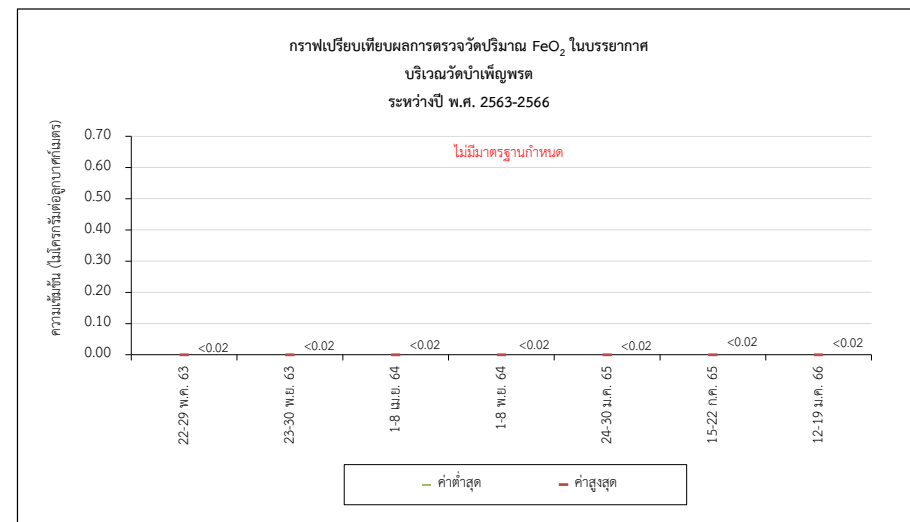 กราฟเปรียบเทียบผลการตรวจวัดปริมาณ FeO₂ ในบรรยากาศ
บริเวณวัดบำเพ็ญพรต
ระหว่างปี พ.ศ. 2563-2566
ความเข้มข้น (ไมโครกรัมต่อลูกบาศก์เมตร)
0.70
0.60
0.50
0.40
0.30
0.20
0.10
0.00
ไม่มีมาตรฐานกำหนด
<0.02 <0.02 <0.02 <0.02 <0.02 <0.02 <0.02
22-29 พ.ค. 63
23-30 พ.ย. 63
1-8 เม.ย. 64
1-8 พ.ย. 64
24-30 ม.ค. 65
15-22 ก.ค. 65
12-19 ม.ค. 66
ค่าต่ำสุด ค่าสูงสุด